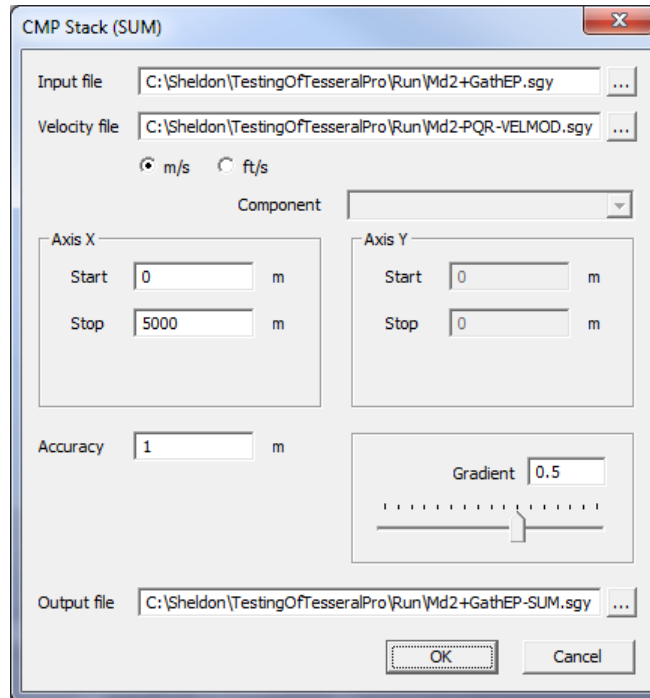 CMP Stack (SUM)
Input file C:\Sheldon\TestingOfTesseralPro\Run\Md2+GathEP.sgy ...
Velocity file C:\Sheldon\TestingOfTesseralPro\Run\Md2-PQR-VELMOD.sgy ...
m/s ft/s
Component
Axis X Axis Y
Start 0 m Start 0 m
Stop 5000 m Stop 0 m
Accuracy 1 m
Gradient 0.5
Output file C:\Sheldon\TestingOfTesseralPro\Run\Md2+GathEP-SUM.sgy ...
OK Cancel